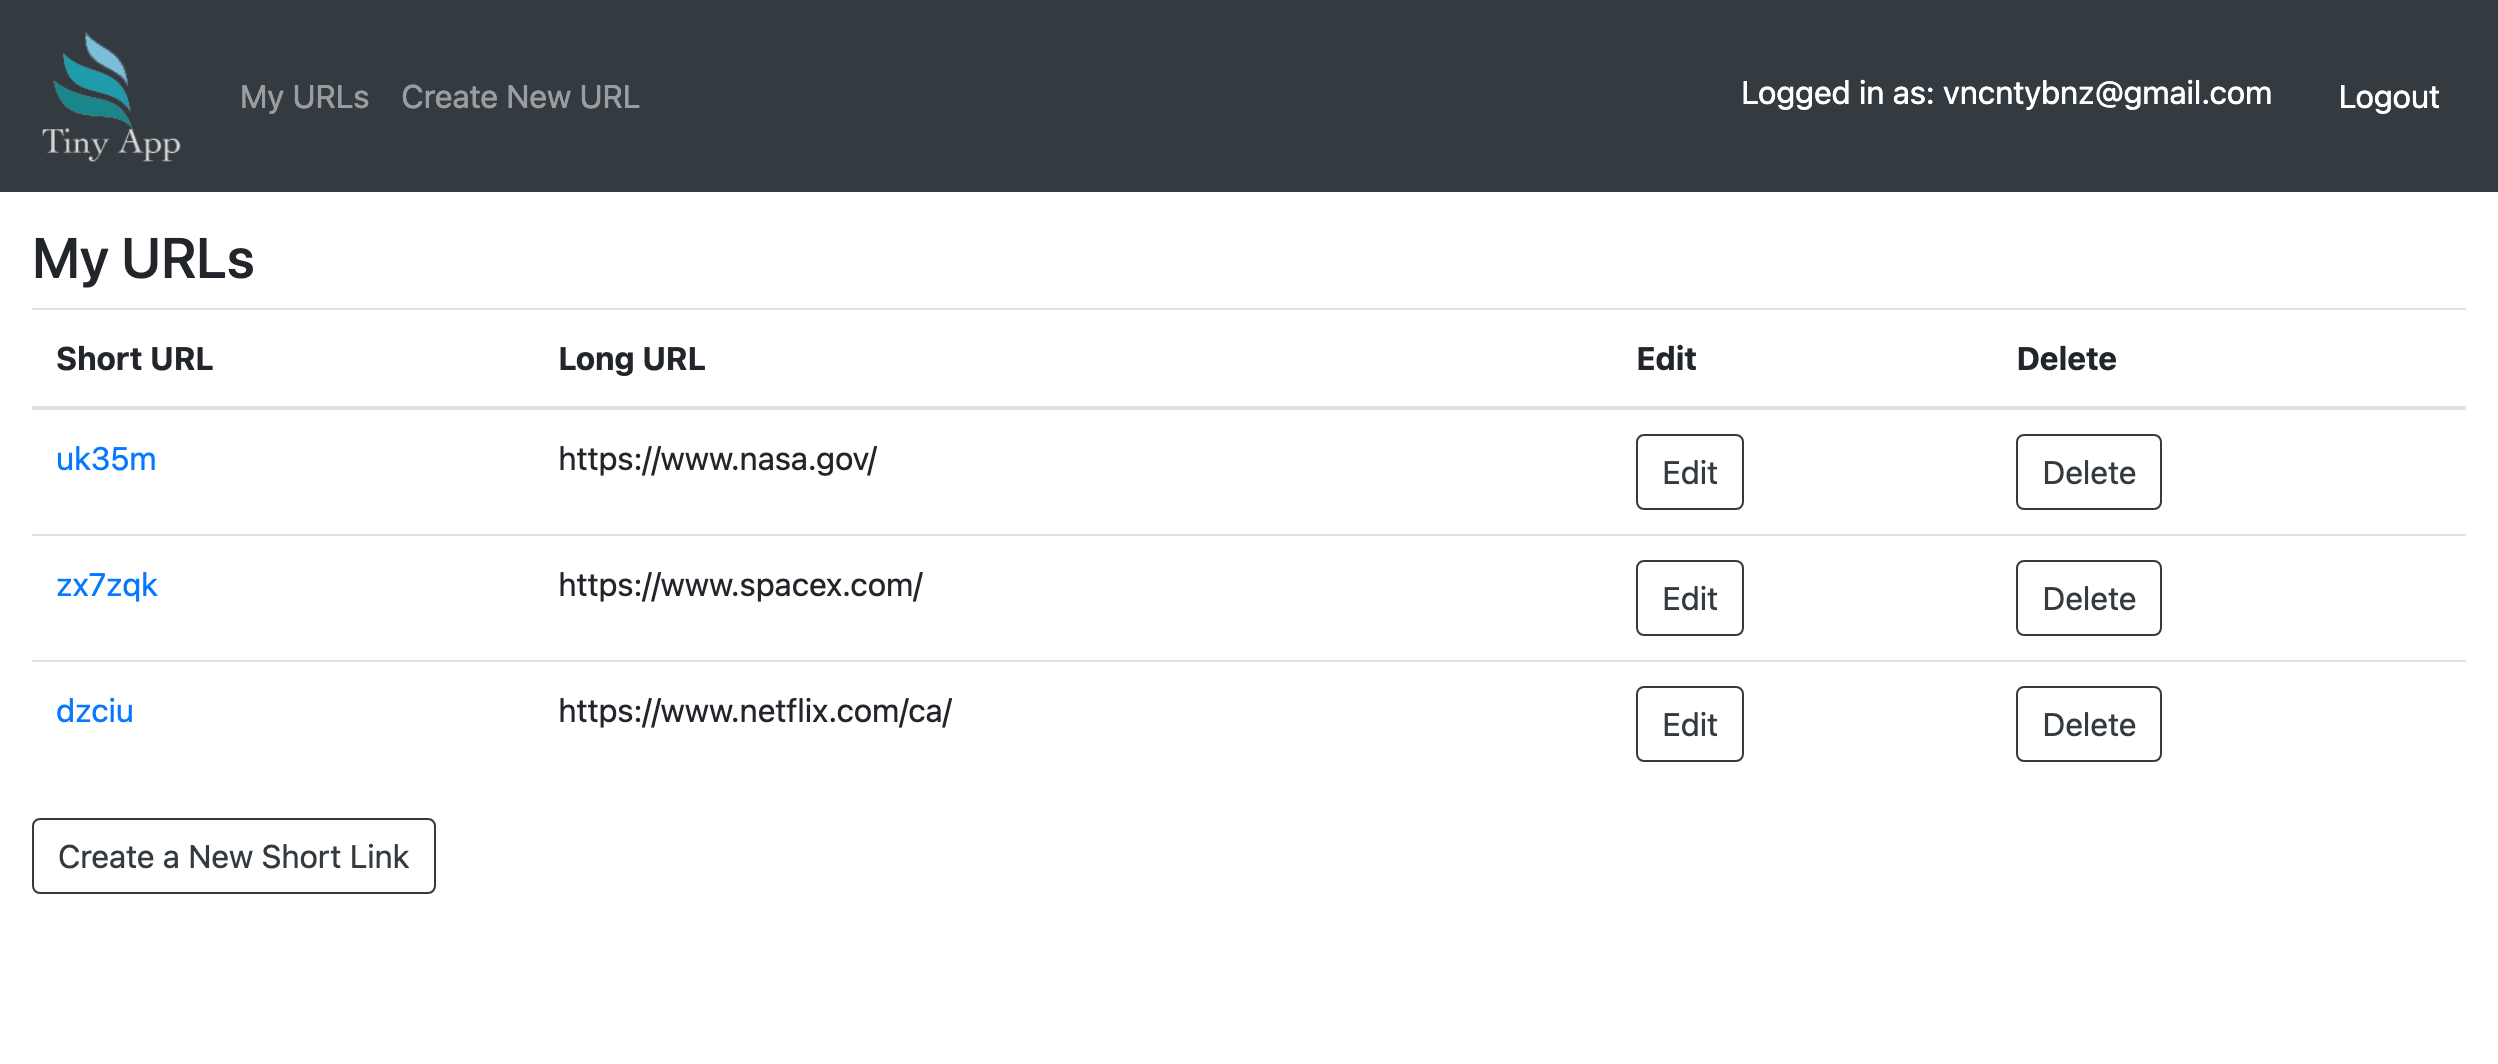 Tiny App
My URLs Create New URL
Logged in as: vncntybnz@gmail.com Logout
My URLs
Short URL Long URL Edit Delete
uk35m https://www.nasa.gov/ Edit Delete
zx7zqk https://www.spacex.com/ Edit Delete
dzciu https://www.netflix.com/ca/ Edit Delete
Create a New Short Link